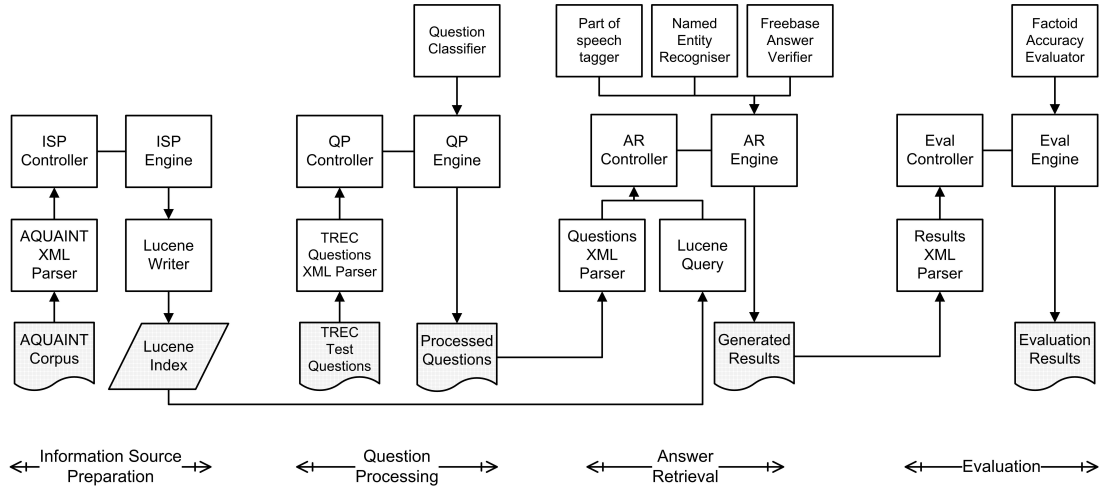 Question
Classifier
Part of
speech
tagger
Named
Entity
Recogniser
Freebase
Answer
Verifier
Factoid
Accuracy
Evaluator
ISP
Controller
ISP
Engine
QP
Controller
QP
Engine
AR
Controller
AR
Engine
Eval
Controller
Eval
Engine
AQUAINT
XML
Parser
Lucene
Writer
TREC
Questions
XML Parser
Questions
XML
Parser
Lucene
Query
Results
XML
Parser
AQUAINT
Corpus
Lucene
Index
TREC
Test
Questions
Processed
Questions
Generated
Results
Evaluation
Results
Information Source
Preparation
Question
Processing
Answer
Retrieval
Evaluation